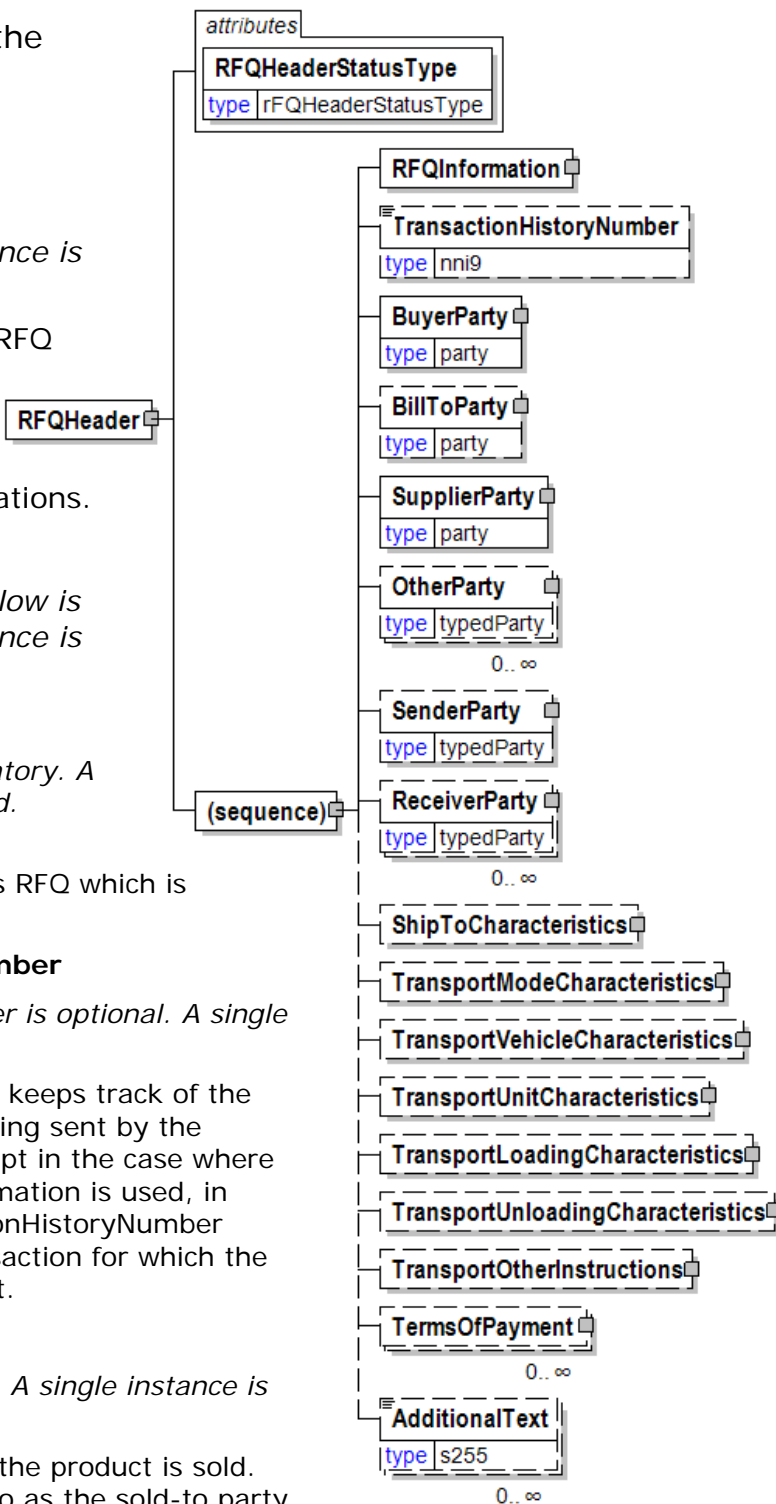 the
nce is
RFQ
ations.
low is
nce is
tory. A
d.
s RFQ which is
mber
er is optional. A single
keeps track of the
ing sent by the
pt in the case where
mation is used, in
onHistoryNumber
saction for which the
t.
A single instance is
the product is sold.
o as the sold-to party
RFQHeader
attributes
RFQHeaderStatusType
type rFQHeaderStatusType
(sequence)
RFQInformation
TransactionHistoryNumber
type nni9
BuyerParty
type party
BillToParty
type party
SupplierParty
type party
OtherParty
type typedParty
0.. ∞
SenderParty
type typedParty
ReceiverParty
type typedParty
0.. ∞
ShipToCharacteristics
TransportModeCharacteristics
TransportVehicleCharacteristics
TransportUnitCharacteristics
TransportLoadingCharacteristics
TransportUnloadingCharacteristics
TransportOtherInstructions
TermsOfPayment
0.. ∞
AdditionalText
type s255
0.. ∞